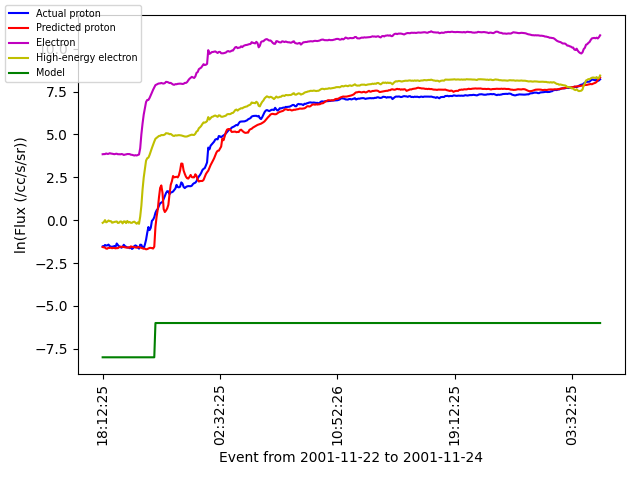 Actual proton
Predicted proton
Electron
High-energy electron
Model
10.0
7.5
5.0
2.5
0.0
−2.5
−5.0
−7.5
ln(Flux (/cc/s/sr))
18:12:25
02:32:25
10:52:26
19:12:25
03:32:25
Event from 2001-11-22 to 2001-11-24